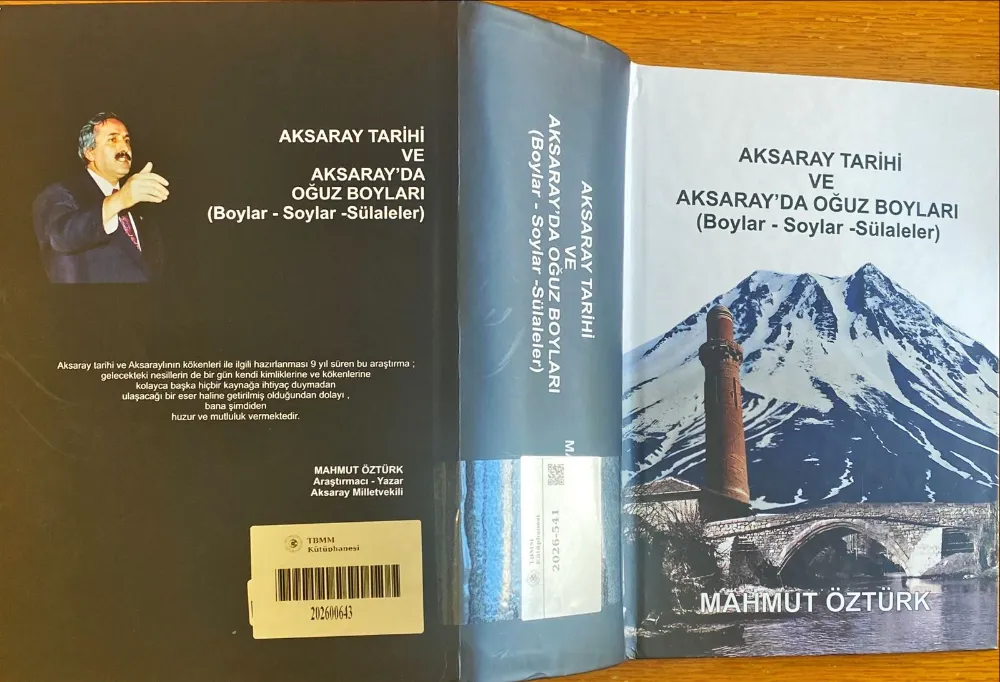 AKSARAY TARİHİ
VE
AKSARAY'DA
OĞUZ BOYLARI
(Boylar - Soylar -Sülaleler)
Aksaray tarihi ve Aksaraylının kökenleri ile ilgili hazırlanması 9 yıl süren bu araştırma ;
gelecekteki nesillerin de bir gün kendi kimliklerine ve kökenlerine
kolayca başka hiçbir kaynağa ihtiyaç duymadan
ulaşacağı bir eser haline getirilmiş olduğundan dolayı ,
bana şimdiden
huzur ve mutluluk vermektedir.
MAHMUT ÖZTÜRK
Araştırmacı - Yazar
Aksaray Milletvekili
TBMM
Kütüphanesi
202600643
AKSARAY TARİHİ
VE
AKSARAY'DA OĞUZ BOYLARI
(Boylar - Soylar -Sülaleler)
TBMM
Kütüphanesi
2026-541
AKSARAY TARİHİ
VE
AKSARAY'DA OĞUZ BOYLARI
(Boylar - Soylar -Sülaleler)
MAHMUT ÖZTÜRK